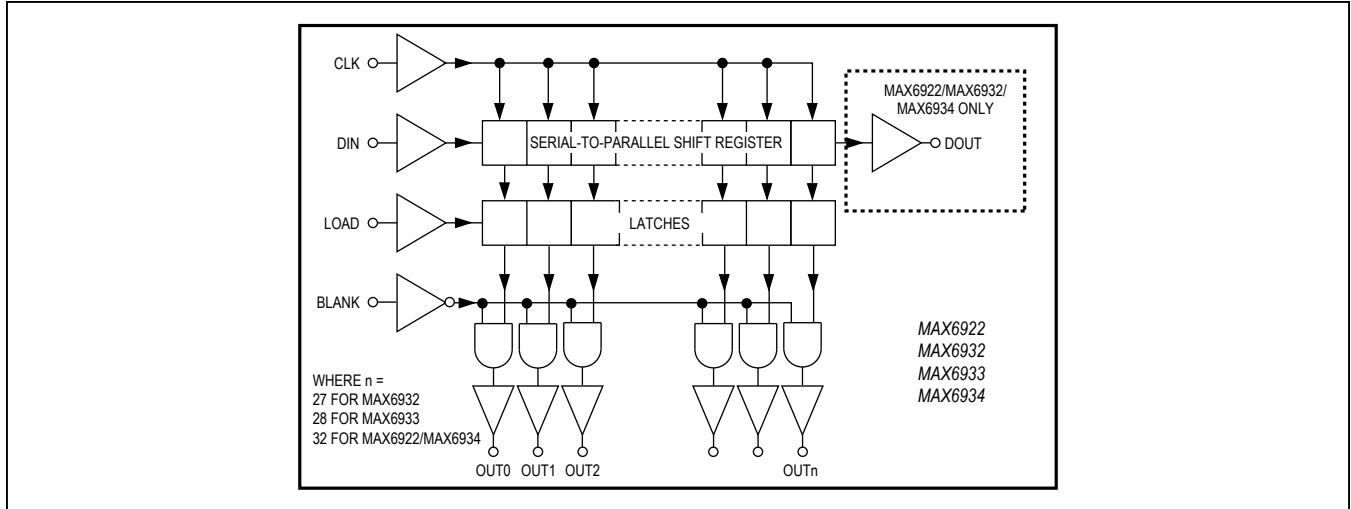 CLK
MAX6922/MAX6932/
MAX6934 ONLY
DIN
SERIAL-TO-PARALLEL SHIFT REGISTER
DOUT
LOAD
LATCHES
BLANK
MAX6922
MAX6932
MAX6933
MAX6934
WHERE n =
27 FOR MAX6932
28 FOR MAX6933
32 FOR MAX6922/MAX6934
OUT0 OUT1 OUT2 OUTn